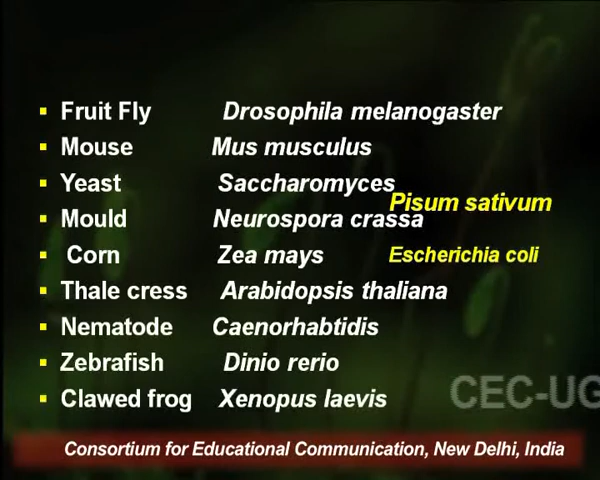 Fruit Fly Drosophila melanogaster
Mouse Mus musculus
Yeast Saccharomyces
Pisum sativum
Mould Neurospora crassa
Corn Zea mays Escherichia coli
Thale cress Arabidopsis thaliana
Nematode Caenorhabtidis
Zebrafish Dinio rerio
Clawed frog Xenopus laevis
CEC-UG
Consortium for Educational Communication, New Delhi, India